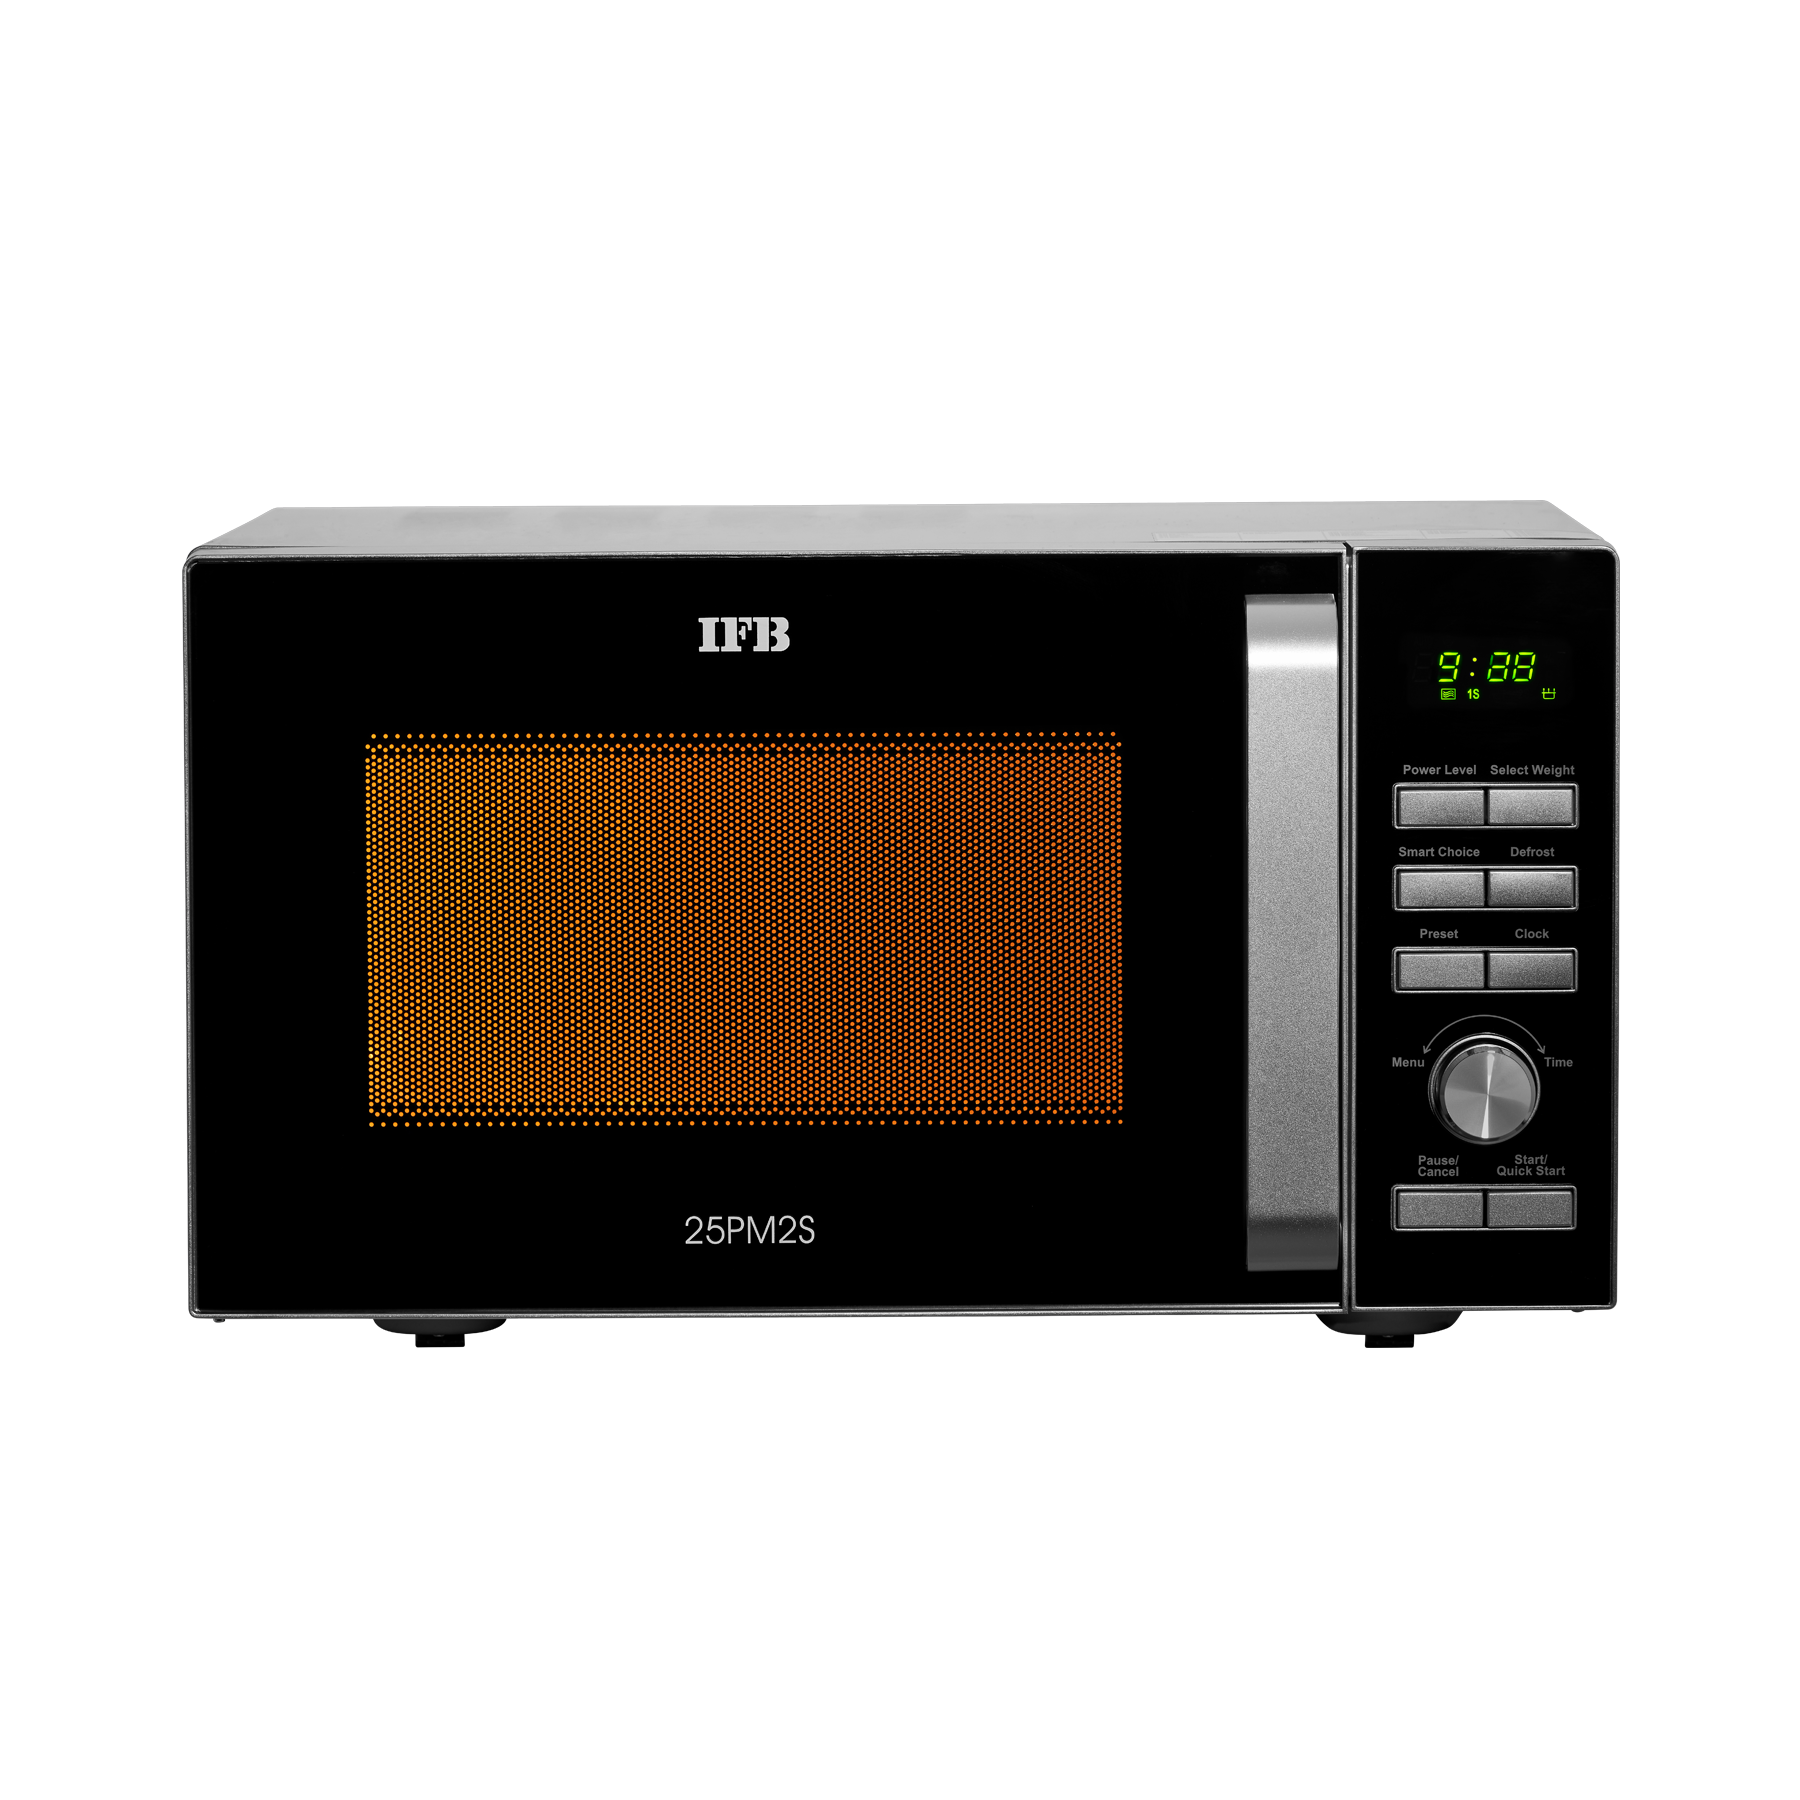 IFB
9:88
1S
Power Level Select Weight
Smart Choice Defrost
Preset Clock
Menu Time
Pause/ Start/
Cancel Quick Start
25PM2S